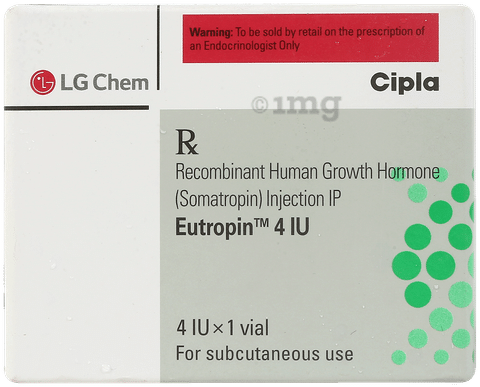 Warning: To be sold by retail on the prescription of
an Endocrinologist Only
LG Chem
Cipla
1mg
Rx
Recombinant Human Growth Hormone
(Somatropin) Injection IP
Eutropin™ 4 IU
4 IU × 1 vial
For subcutaneous use